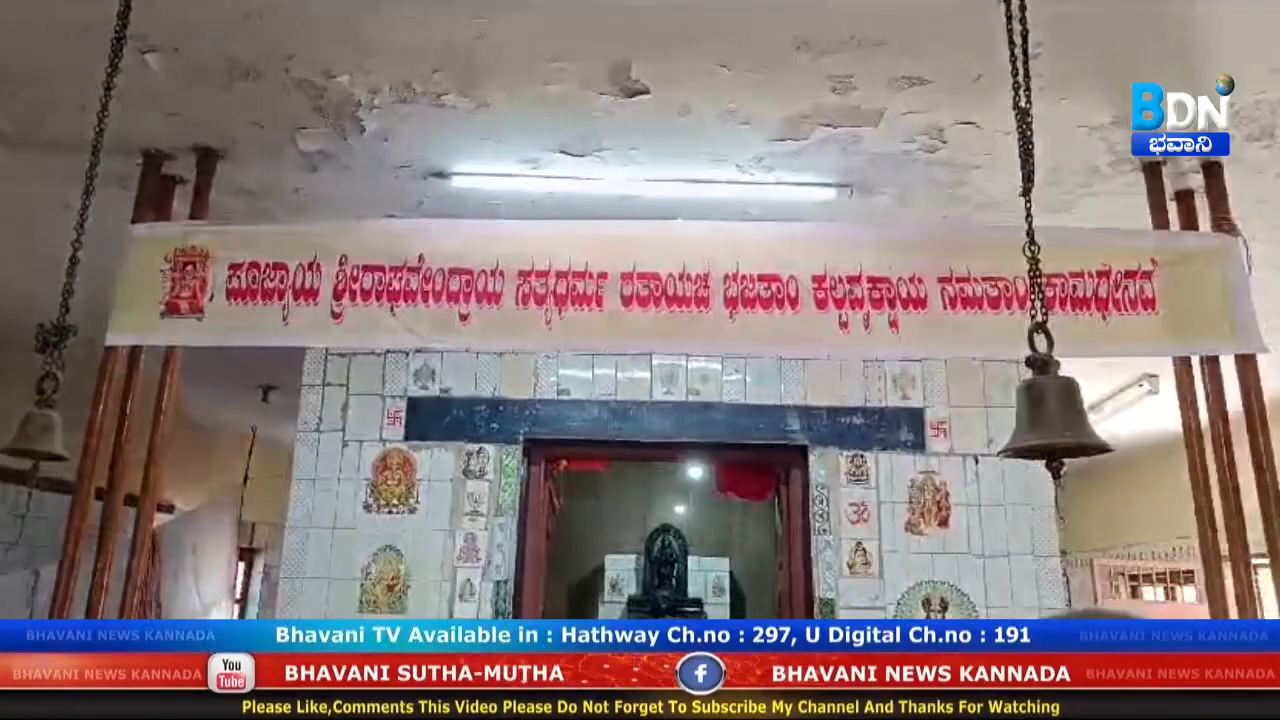 BDN
ಭವಾನಿ
ಪೂಜ್ಯಾಯ ಶ್ರೀರಾಘವೇಂದ್ರಾಯ ಸತ್ಯಧರ್ಮ ರತಾಯಚ ಭಜತಾಂ ಕಲ್ಪವೃಕ್ಷಾಯ ನಮತಾಂ ಕಾಮಧೇನವೆ
ॐ
BHAVANI NEWS KANNADA Bhavani TV Available in : Hathway Ch.no : 297, U Digital Ch.no : 191 BHAVANI NEWS KANNADA
BHAVANI NEWS KANNADA You Tube BHAVANI SUTHA-MUTHA f BHAVANI NEWS KANNADA BHAVANI NEWS KANNADA
Please Like,Comments This Video Please Do Not Forget To Subscribe My Channel And Thanks For Watching